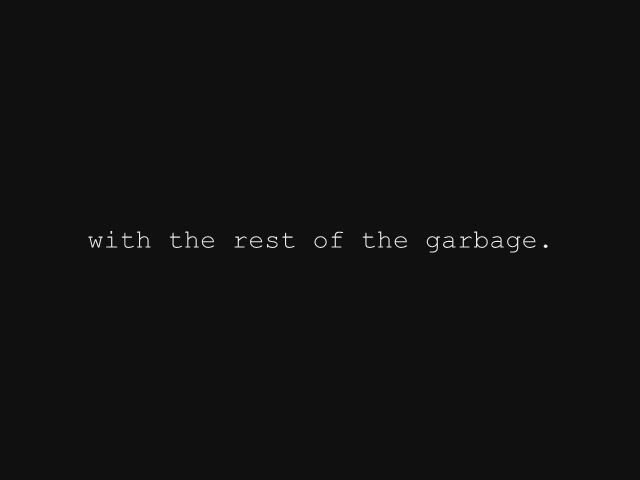 with the rest of the garbage.